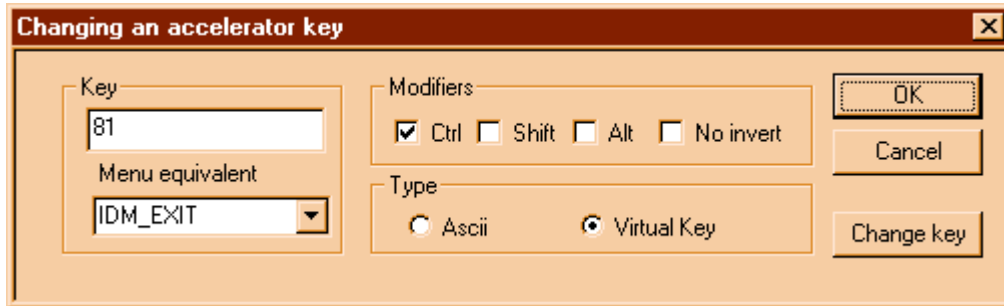 Changing an accelerator key
Key
81
Menu equivalent
IDM_EXIT
Modifiers
Ctrl Shift Alt No invert
Type
Ascii Virtual Key
OK
Cancel
Change key